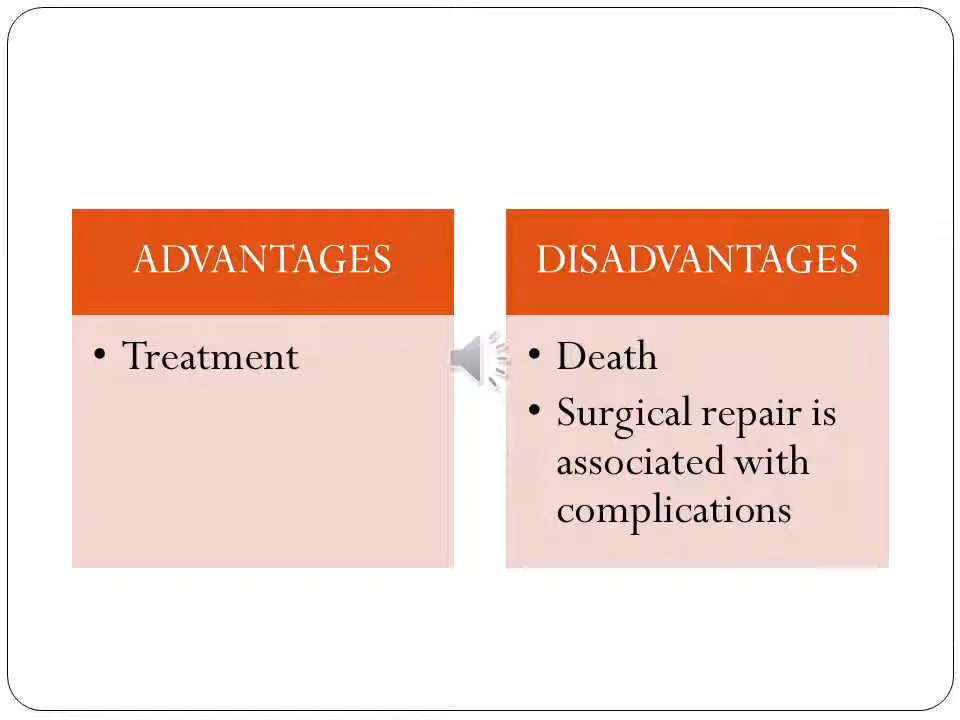 ADVANTAGES
• Treatment
DISADVANTAGES
• Death
• Surgical repair is
associated with
complications